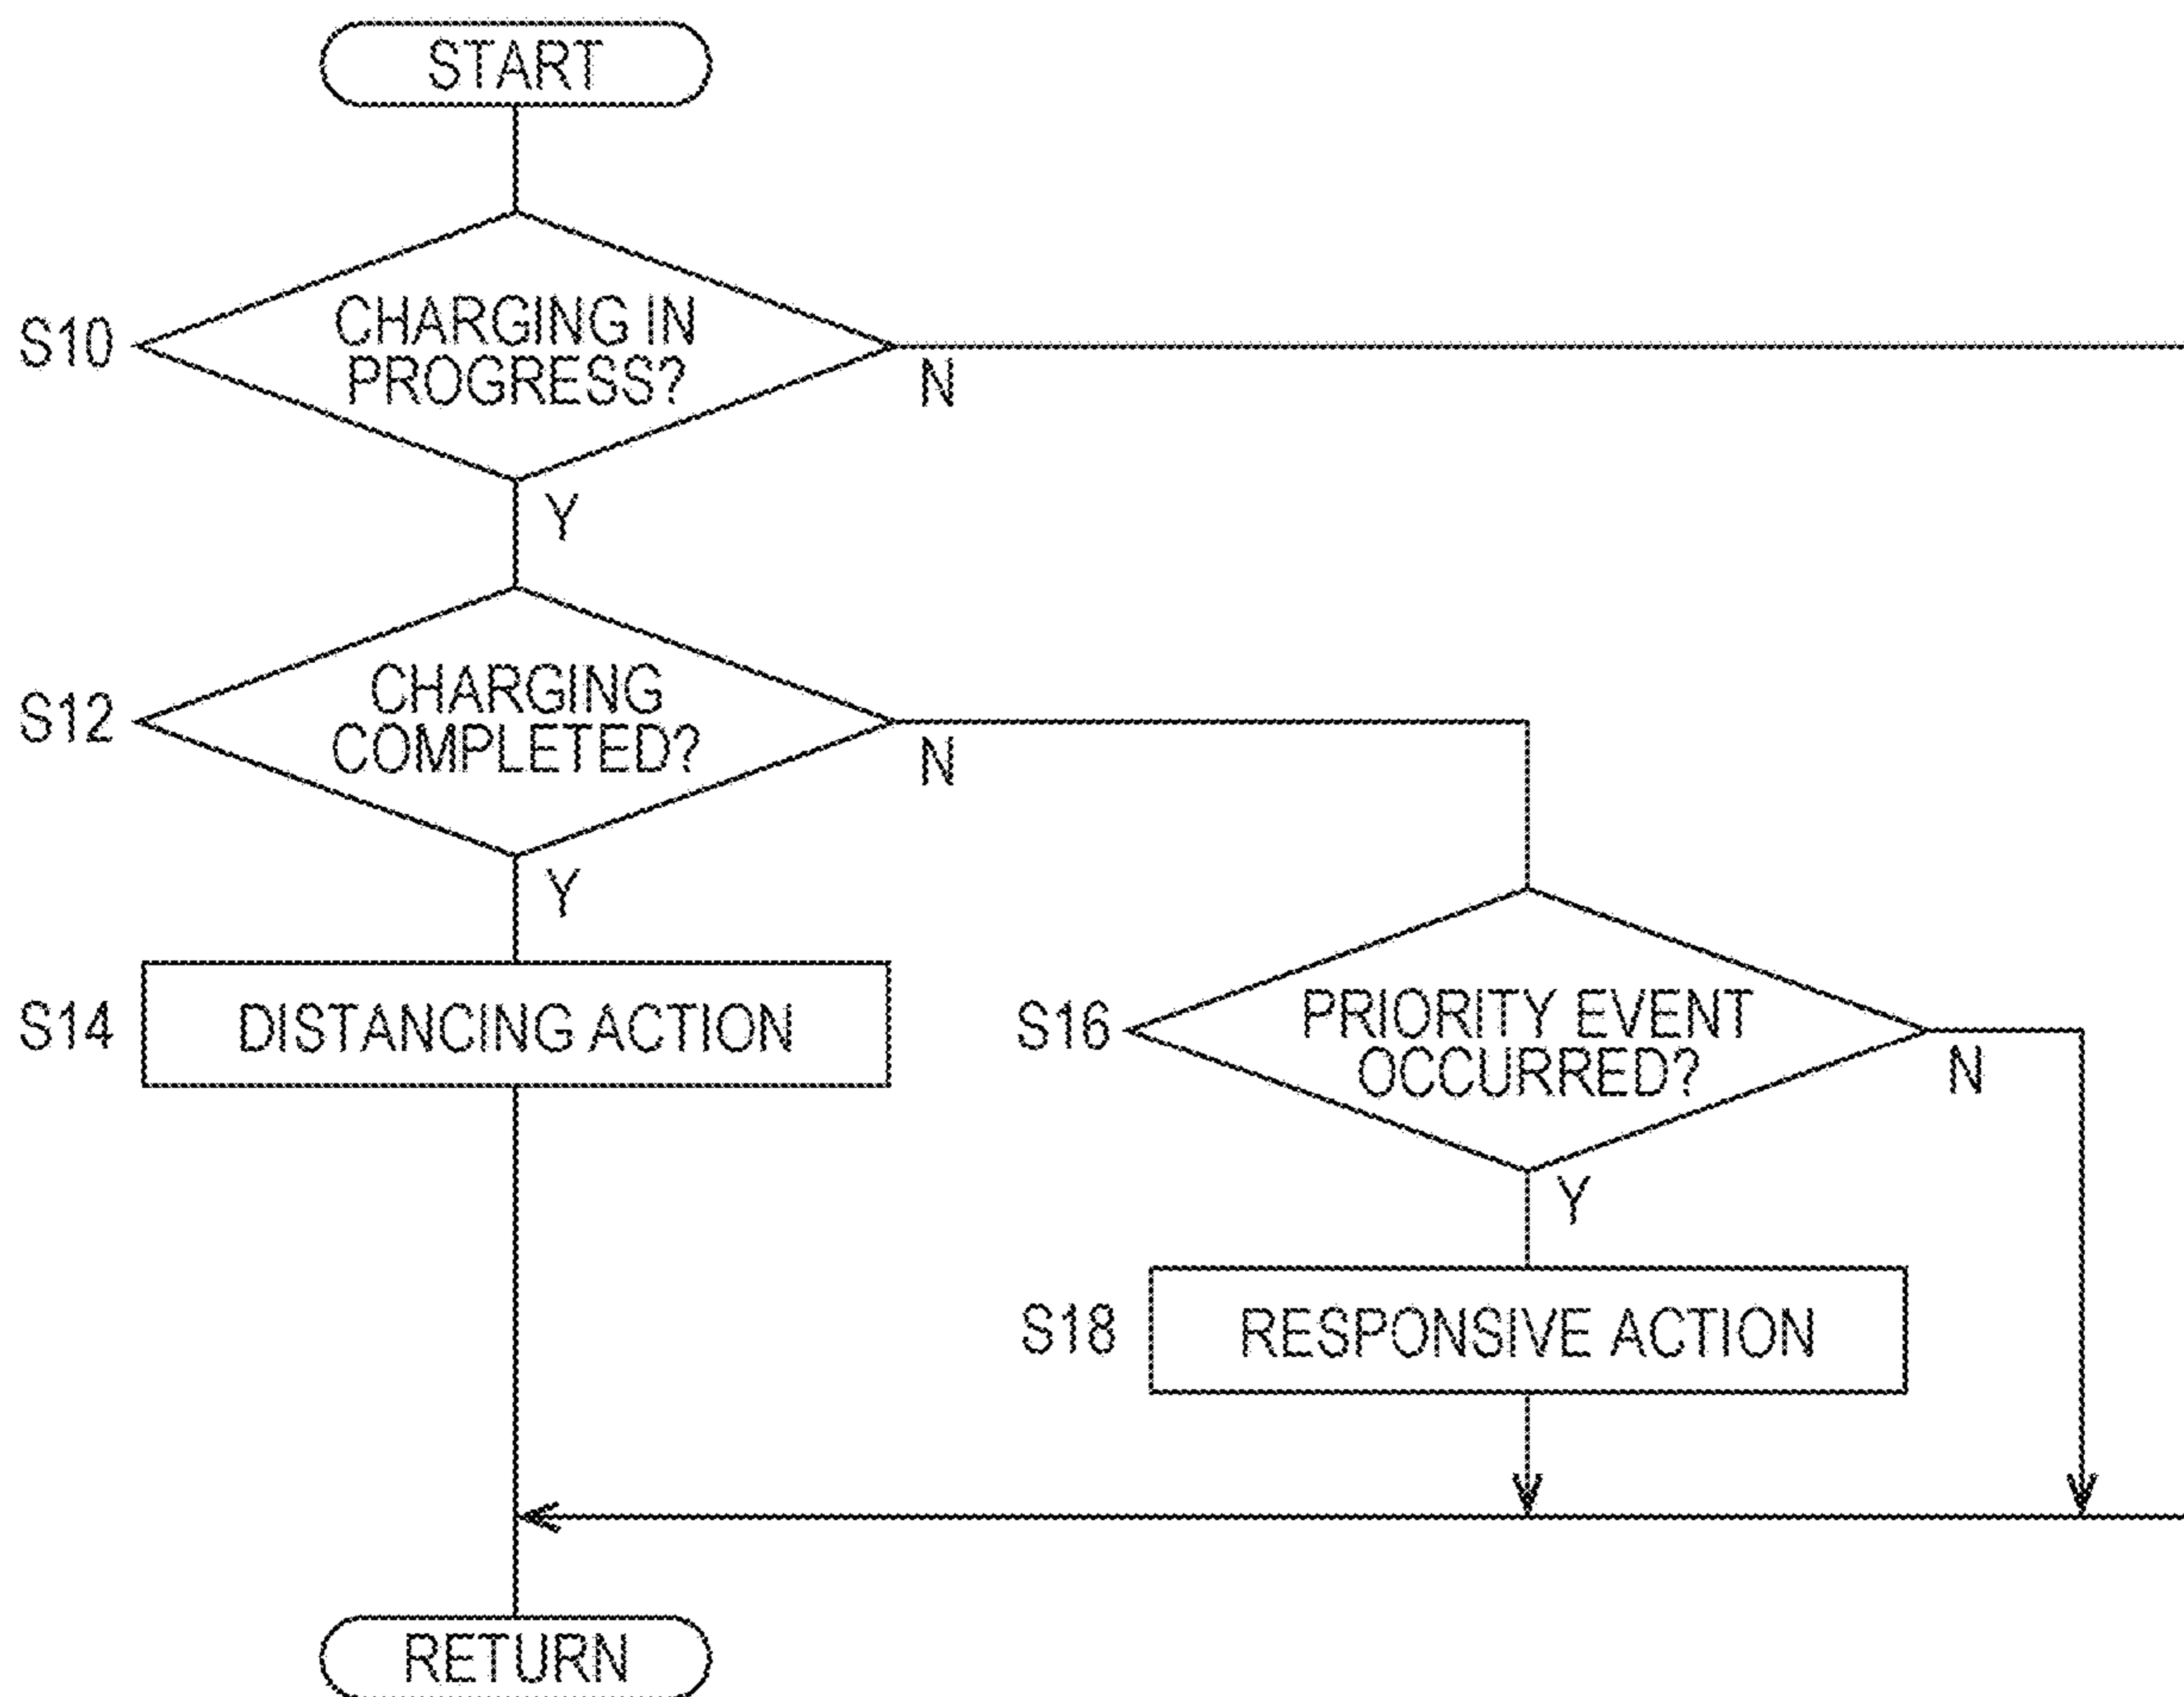 START
S10
CHARGING IN
PROGRESS?
N
Y
S12
CHARGING
COMPLETED?
N
Y
S14
DISTANCING ACTION
S16
PRIORITY EVENT
OCCURRED?
N
Y
S18
RESPONSIVE ACTION
RETURN